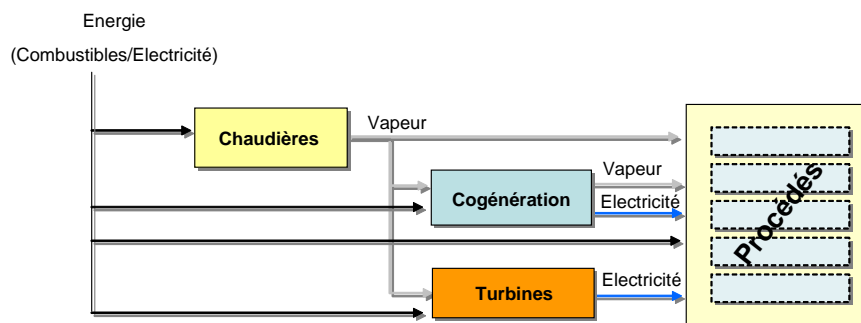 Energie
(Combustibles/Electricité)
Chaudières
Vapeur
Vapeur
Cogénération
Electricité
Procédés
Electricité
Turbines